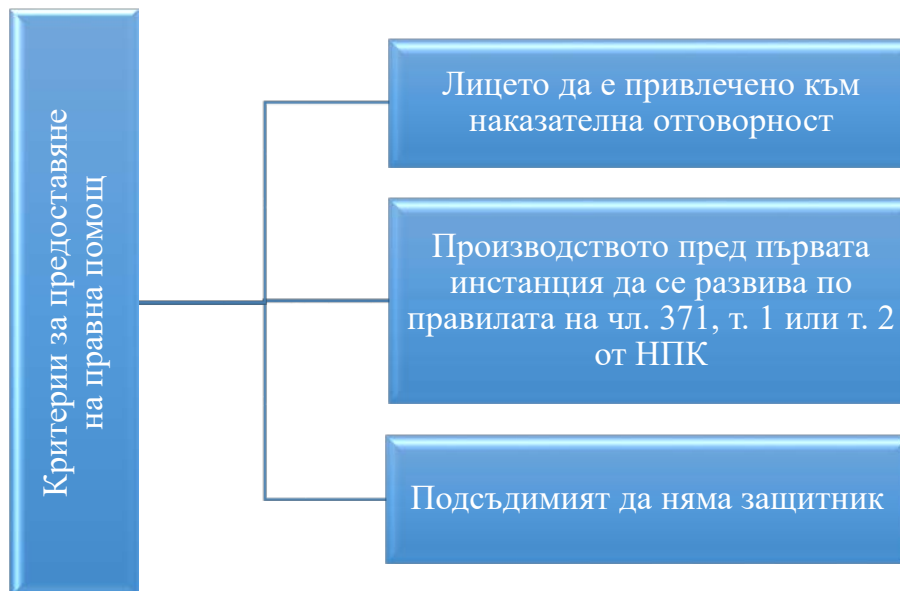 Критерии за предоставяне
на правна помощ
Лицето да е привлечено към
наказателна отговорност
Производството пред първата
инстанция да се развива по
правилата на чл. 371, т. 1 или т. 2
от НПК
Подсъдимият да няма защитник